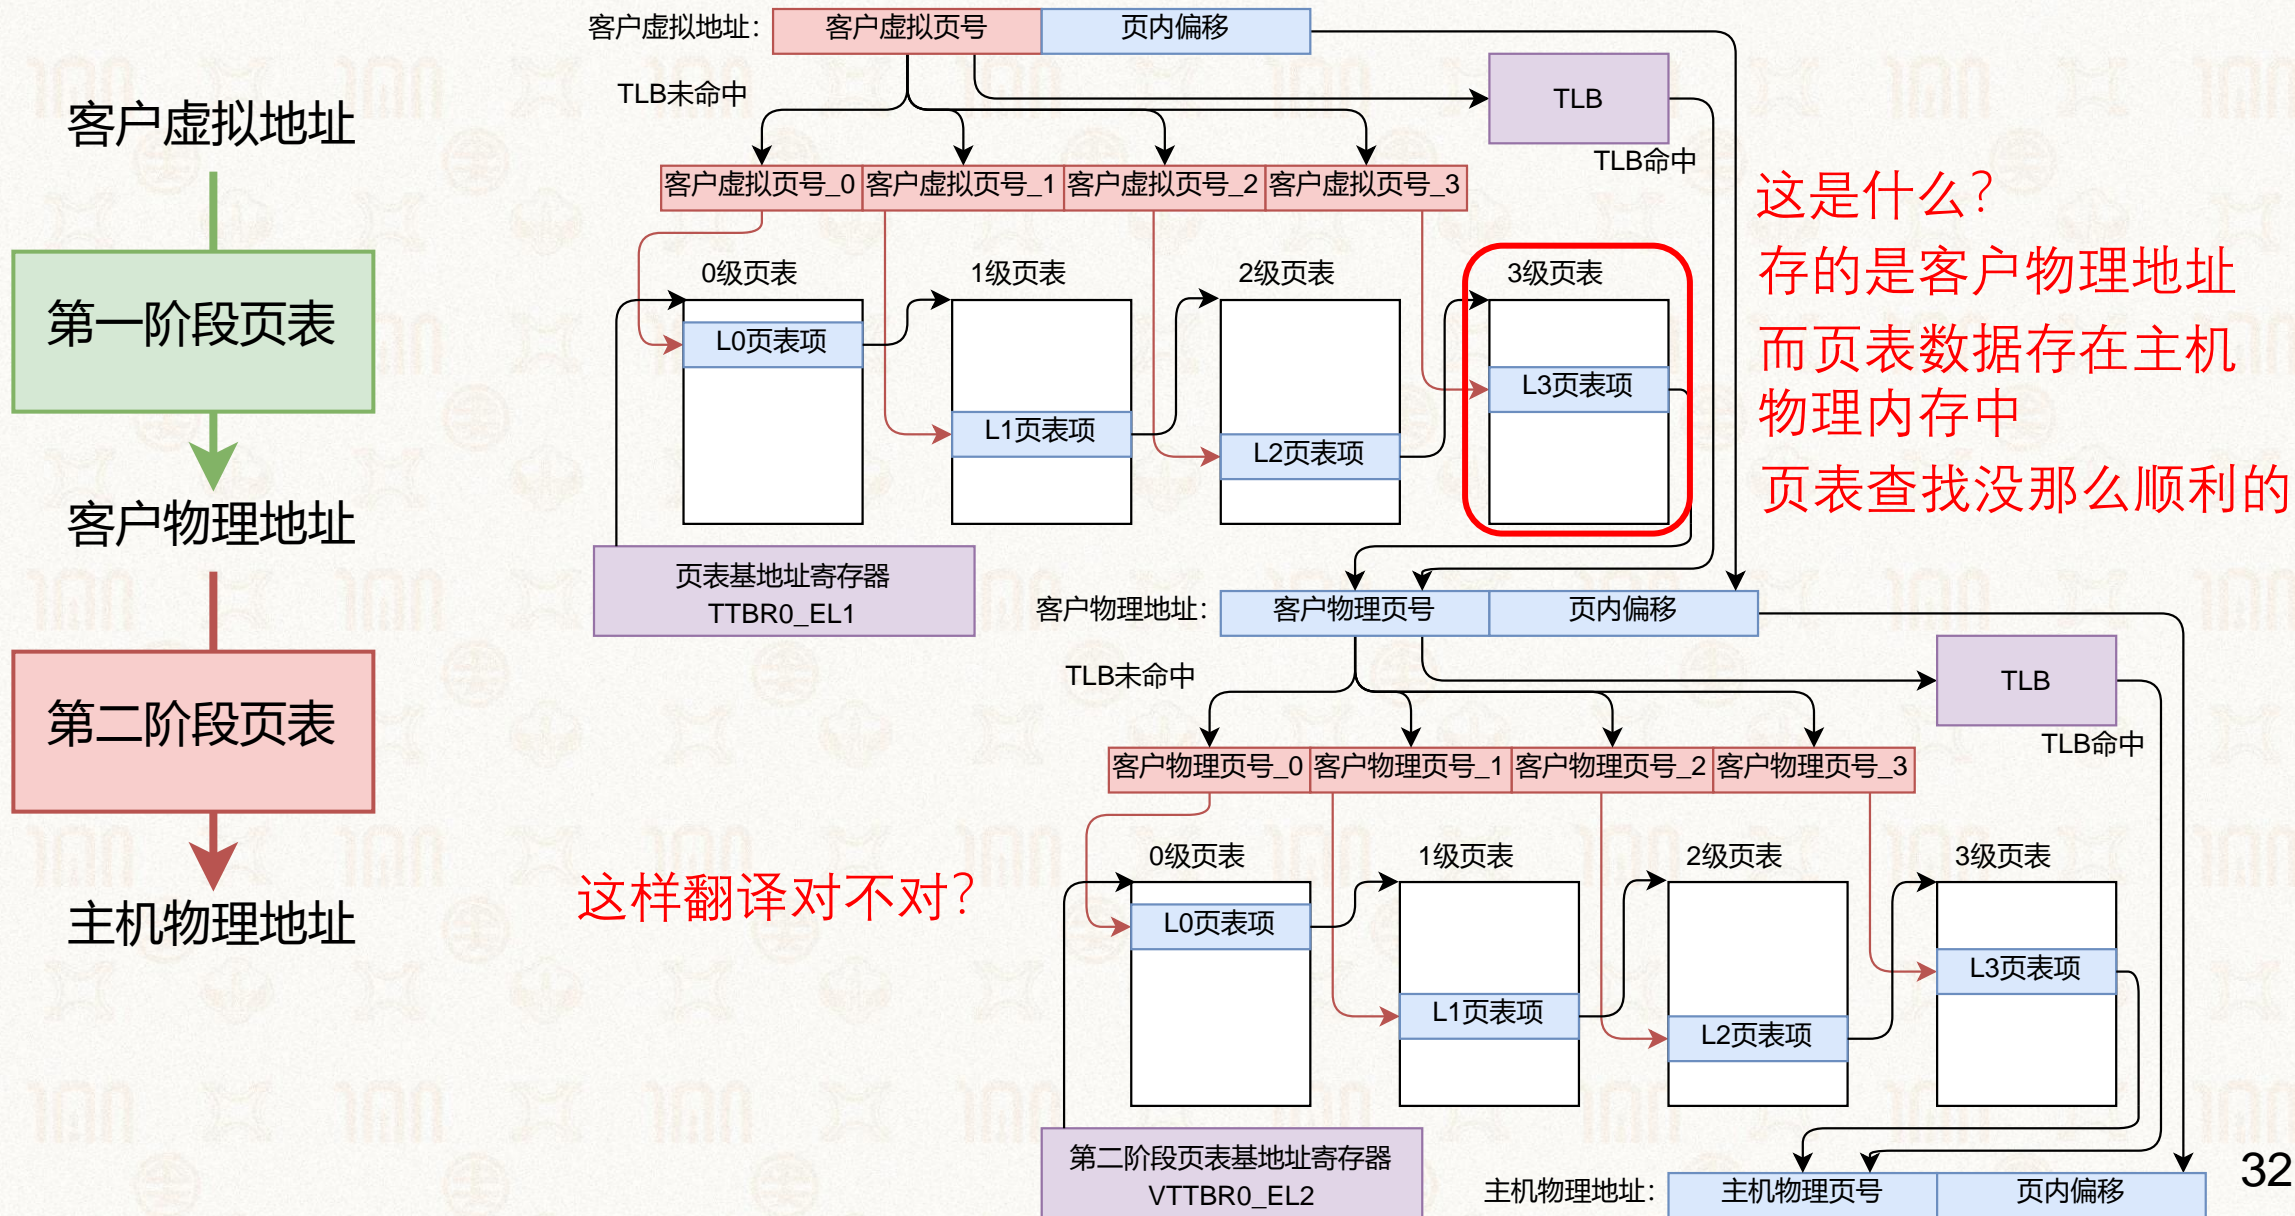 客户虚拟地址：
客户虚拟页号
页内偏移
TLB未命中
TLB
TLB命中
客户虚拟页号_0
客户虚拟页号_1
客户虚拟页号_2
客户虚拟页号_3
0级页表
1级页表
2级页表
3级页表
L0页表项
L1页表项
L2页表项
L3页表项
页表基地址寄存器
TTBR0_EL1
客户虚拟地址
第一阶段页表
客户物理地址
第二阶段页表
主机物理地址
这是什么？
存的是客户物理地址
而页表数据存在主机
物理内存中
页表查找没那么顺利的
客户物理地址：
客户物理页号
页内偏移
TLB未命中
TLB
TLB命中
客户物理页号_0
客户物理页号_1
客户物理页号_2
客户物理页号_3
这样翻译对不对？
0级页表
1级页表
2级页表
3级页表
L0页表项
L1页表项
L2页表项
L3页表项
第二阶段页表基地址寄存器
VTTBR0_EL2
主机物理地址：
主机物理页号
页内偏移
32